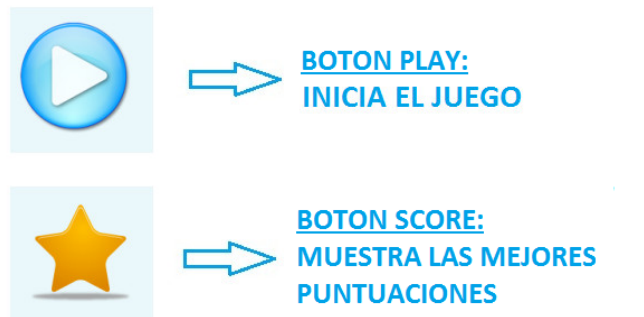 BOTON PLAY:
INICIA EL JUEGO
BOTON SCORE:
MUESTRA LAS MEJORES
PUNTUACIONES